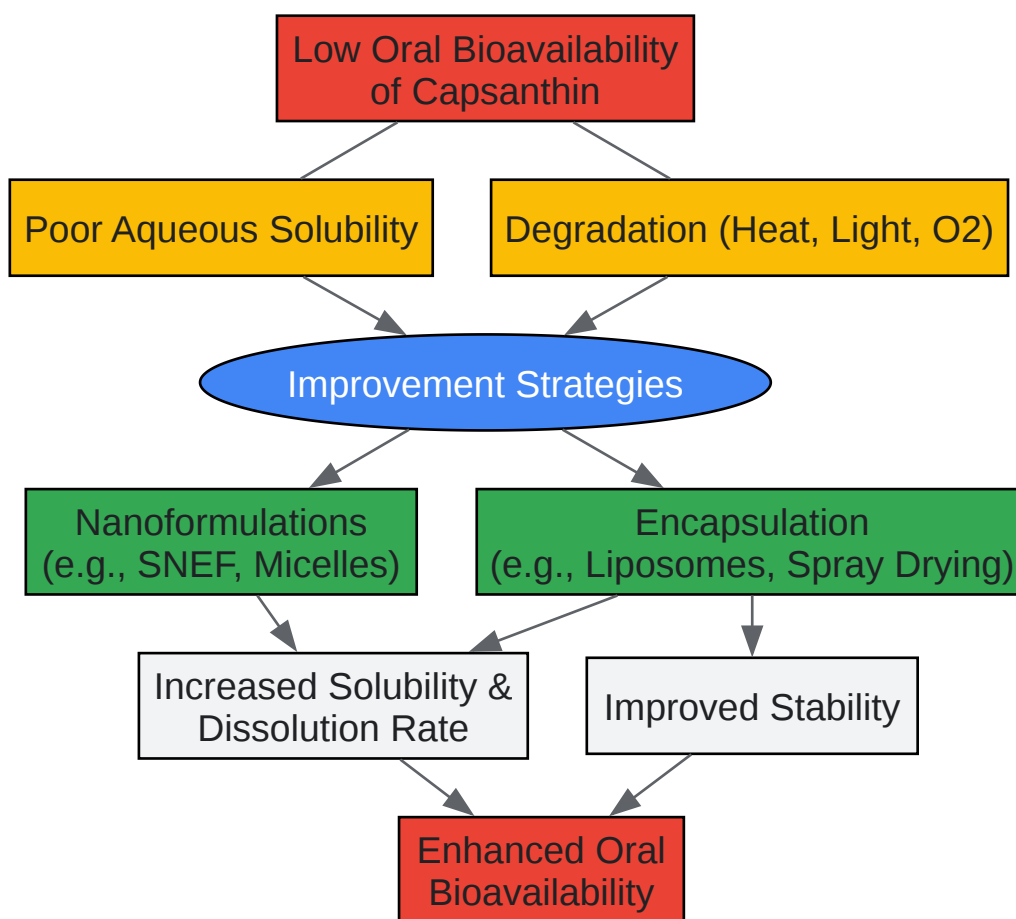 Low Oral Bioavailability
of Capsanthin
Poor Aqueous Solubility
Degradation (Heat, Light, O2)
Improvement Strategies
Nanoformulations
(e.g., SNEF, Micelles)
Encapsulation
(e.g., Liposomes, Spray Drying)
Increased Solubility &
Dissolution Rate
Improved Stability
Enhanced Oral
Bioavailability